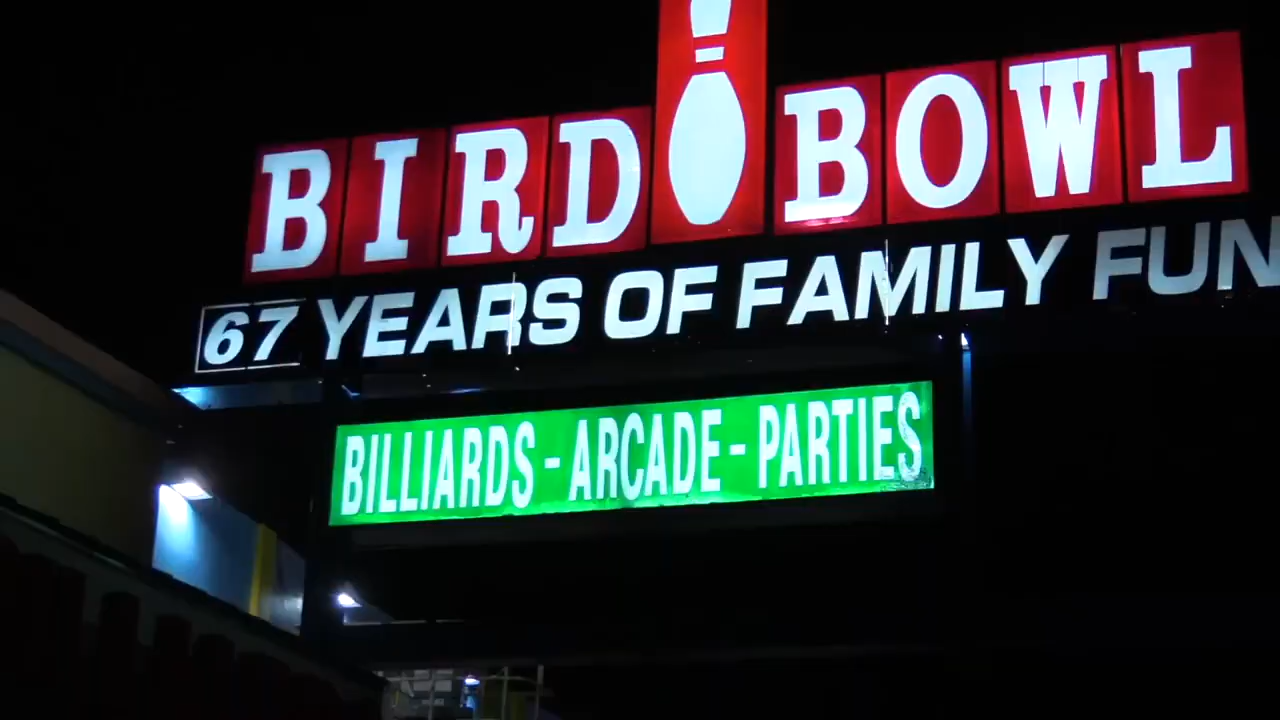 BIRD BOWL
67 YEARS OF FAMILY FUN
BILLIARDS - ARCADE - PARTIES